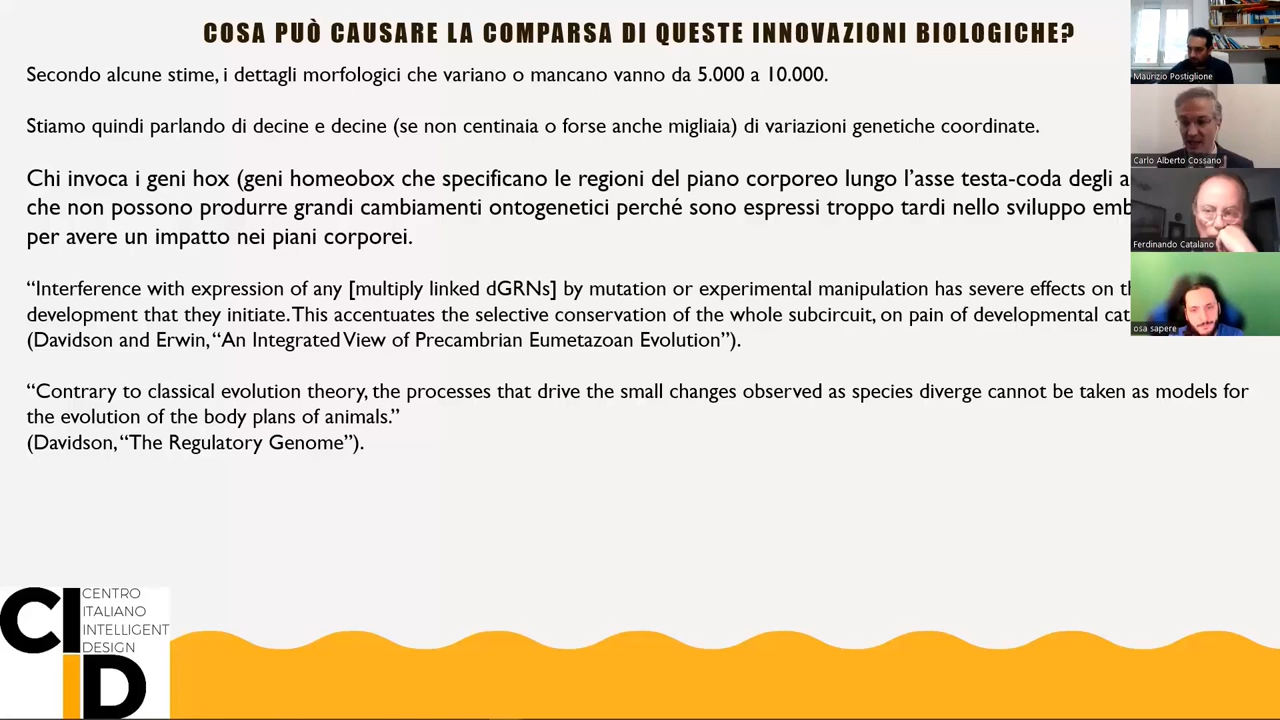 COSA PUÒ CAUSARE LA COMPARSA DI QUESTE INNOVAZIONI BIOLOGICHE?
Secondo alcune stime, i dettagli morfologici che variano o mancano vanno da 5.000 a 10.000.
Stiamo quindi parlando di decine e decine (se non centinaia o forse anche migliaia) di variazioni genetiche coordinate.
Chi invoca i geni hox (geni homeobox che specificano le regioni del piano corporeo lungo l’asse testa-coda degli
che non possono produrre grandi cambiamenti ontogenetici perché sono espressi troppo tardi nello sviluppo
per avere un impatto nei piani corporei.
“Interference with expression of any [multiply linked dGRNs] by mutation or experimental manipulation has severe effects on
development that they initiate. This accentuates the selective conservation of the whole subcircuit, on pain of developmental
(Davidson and Erwin, “An Integrated View of Precambrian Eumetazoan Evolution”).
“Contrary to classical evolution theory, the processes that drive the small changes observed as species diverge cannot be taken as models for
the evolution of the body plans of animals.”
(Davidson, “The Regulatory Genome”).
Maurizio Postiglione
Carlo Alberto Cossano
Ferdinando Catalano
osa sapere
CI
CENTRO
ITALIANO
INTELLIGENT
DESIGN
iD